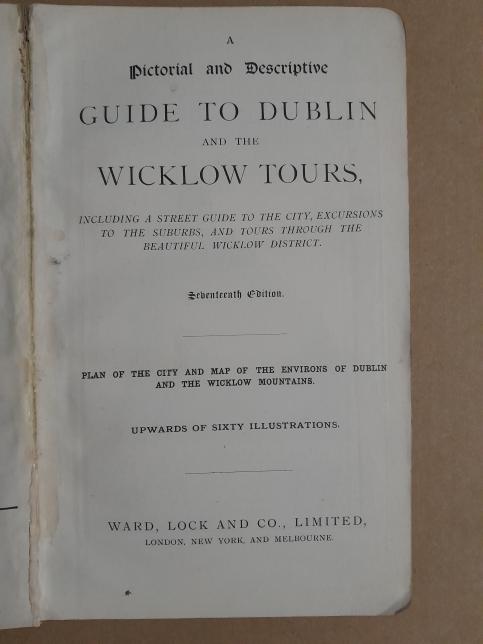 A
Pictorial and Descriptive
GUIDE TO DUBLIN
AND THE
WICKLOW TOURS,
INCLUDING A STREET GUIDE TO THE CITY, EXCURSIONS
TO THE SUBURBS, AND TOURS THROUGH THE
BEAUTIFUL WICKLOW DISTRICT.
Seventeenth Edition.
PLAN OF THE CITY AND MAP OF THE ENVIRONS OF DUBLIN
AND THE WICKLOW MOUNTAINS.
UPWARDS OF SIXTY ILLUSTRATIONS.
WARD, LOCK AND CO., LIMITED,
LONDON, NEW YORK, AND MELBOURNE.